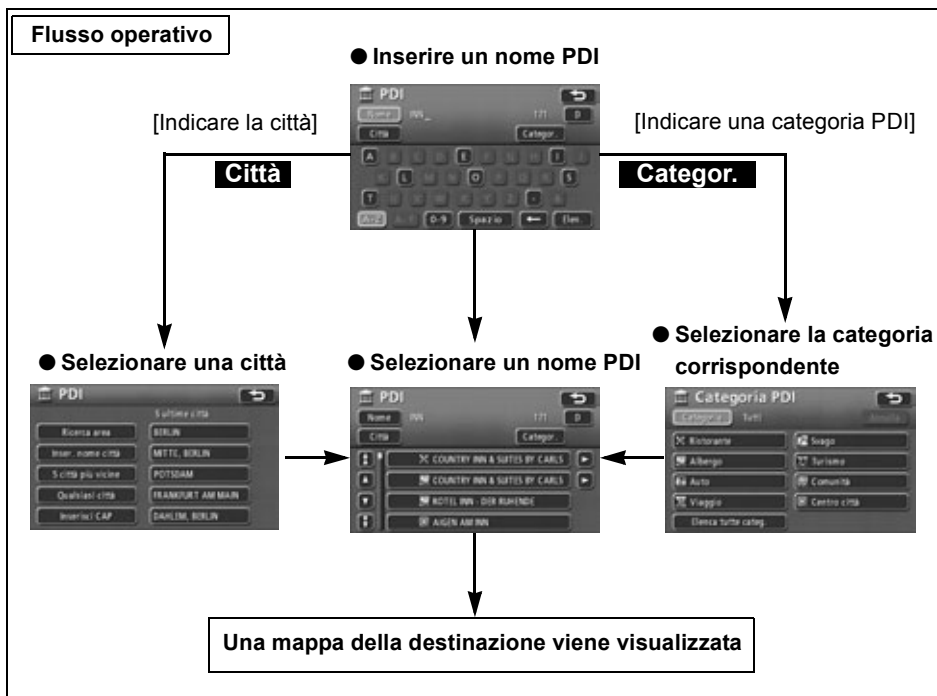 Flusso operativo
● Inserire un nome PDI
PDI
Nome INN_ 171 D
Città Categor.
A E I
L O S
T -
A-Z 0-9 Spazio Elen.
[Indicare la città]
[Indicare una categoria PDI]
Città
Categor.
● Selezionare una città
PDI
5 ultime città
Ricerca area BERLIN
Inser. nome città MITTE, BERLIN
5 città più vicine POTSDAM
Qualsiasi città FRANKFURT AM MAIN
Inserisci CAP DAHLEM, BERLIN
● Selezionare un nome PDI
PDI
Nome INN 171 D
Città Categor.
COUNTRY INN & SUITES BY CARLS
COUNTRY INN & SUITES BY CARLS
ROTEL INN - DER RUHENDE
AIGEN AM INN
● Selezionare la categoria
corrispondente
Categoria PDI
Categoria Tutti Annulla
Ristorante Svago
Albergo Turismo
Auto Comunità
Viaggio Centro città
Elenca tutte categ.
Una mappa della destinazione viene visualizzata